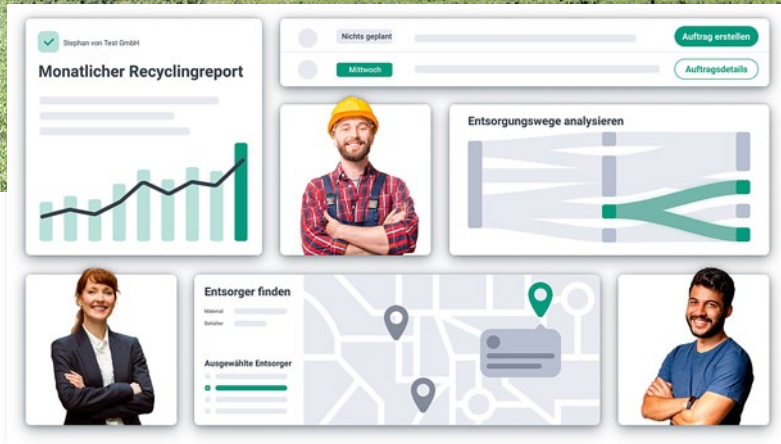 Stephan von Test GmbH
Monatlicher Recyclingreport
Nichts geplant
Auftrag erstellen
Mittwoch
Auftragsdetails
Entsorgungswege analysieren
Entsorger finden
Material
Behälter
Ausgewählte Entsorger